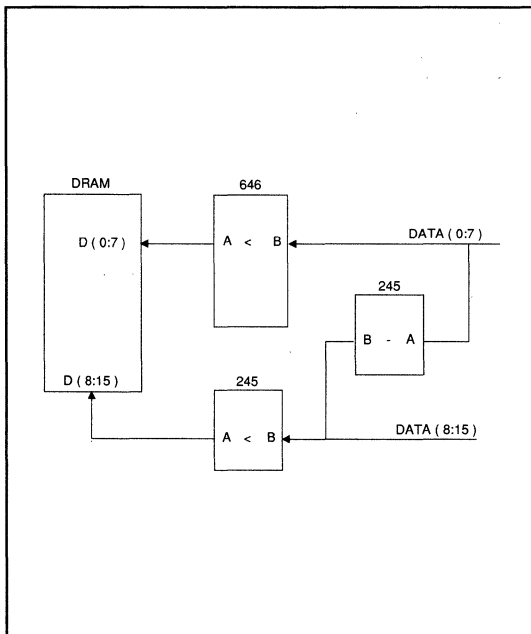 DRAM
646
D ( 0:7 )
A < B
DATA ( 0:7 )
245
B - A
D ( 8:15 )
245
A < B
DATA ( 8:15 )